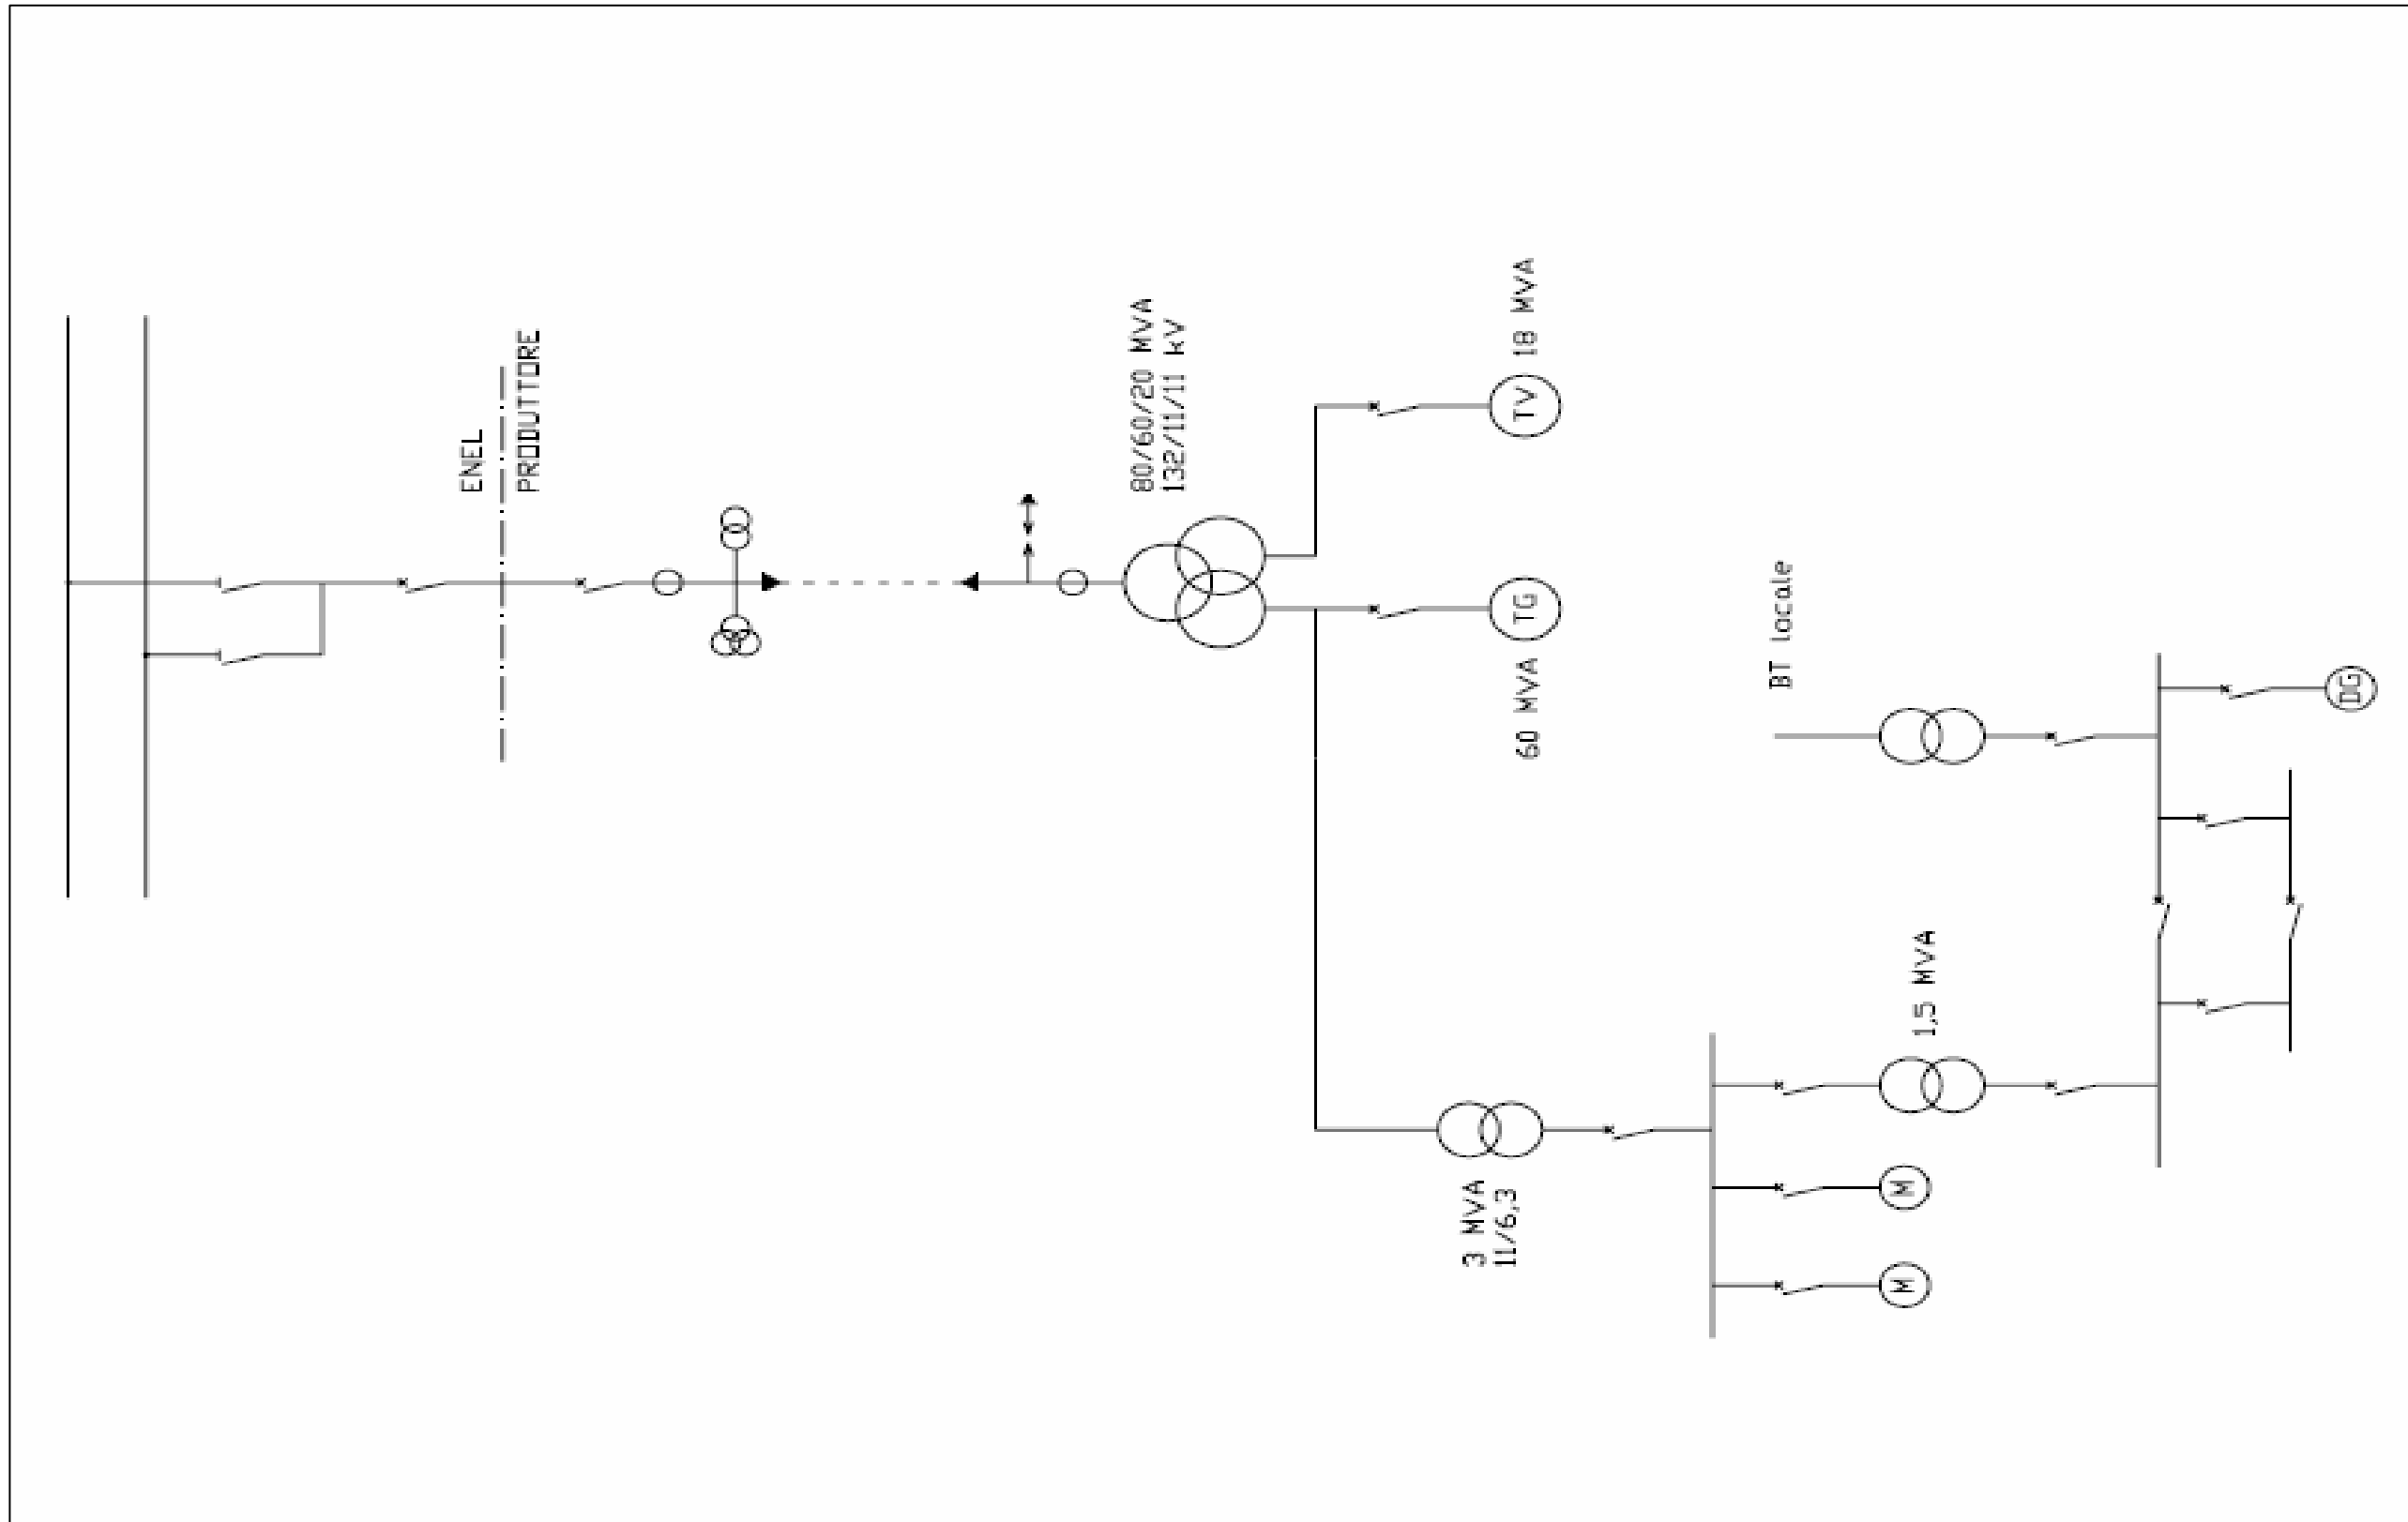 ENEL
PRODUTTORE
80/60/20 MVA
132/11/11 kV
TV
18 MVA
TG
60 MVA
BT locale
DG
1,5 MVA
3 MVA
11/6,3
M
M